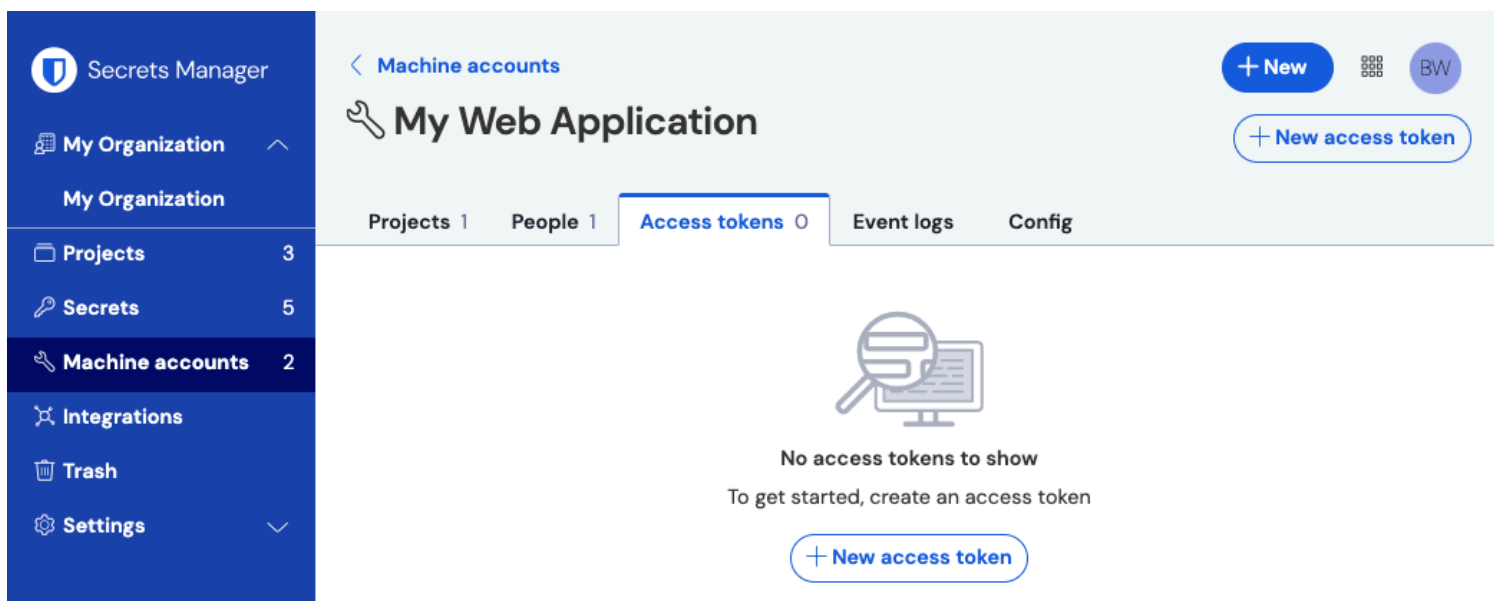 Secrets Manager
My Organization
My Organization
Projects 3
Secrets 5
Machine accounts 2
Integrations
Trash
Settings
Machine accounts
My Web Application
New
BW
New access token
Projects 1 People 1 Access tokens 0 Event logs Config
No access tokens to show
To get started, create an access token
New access token